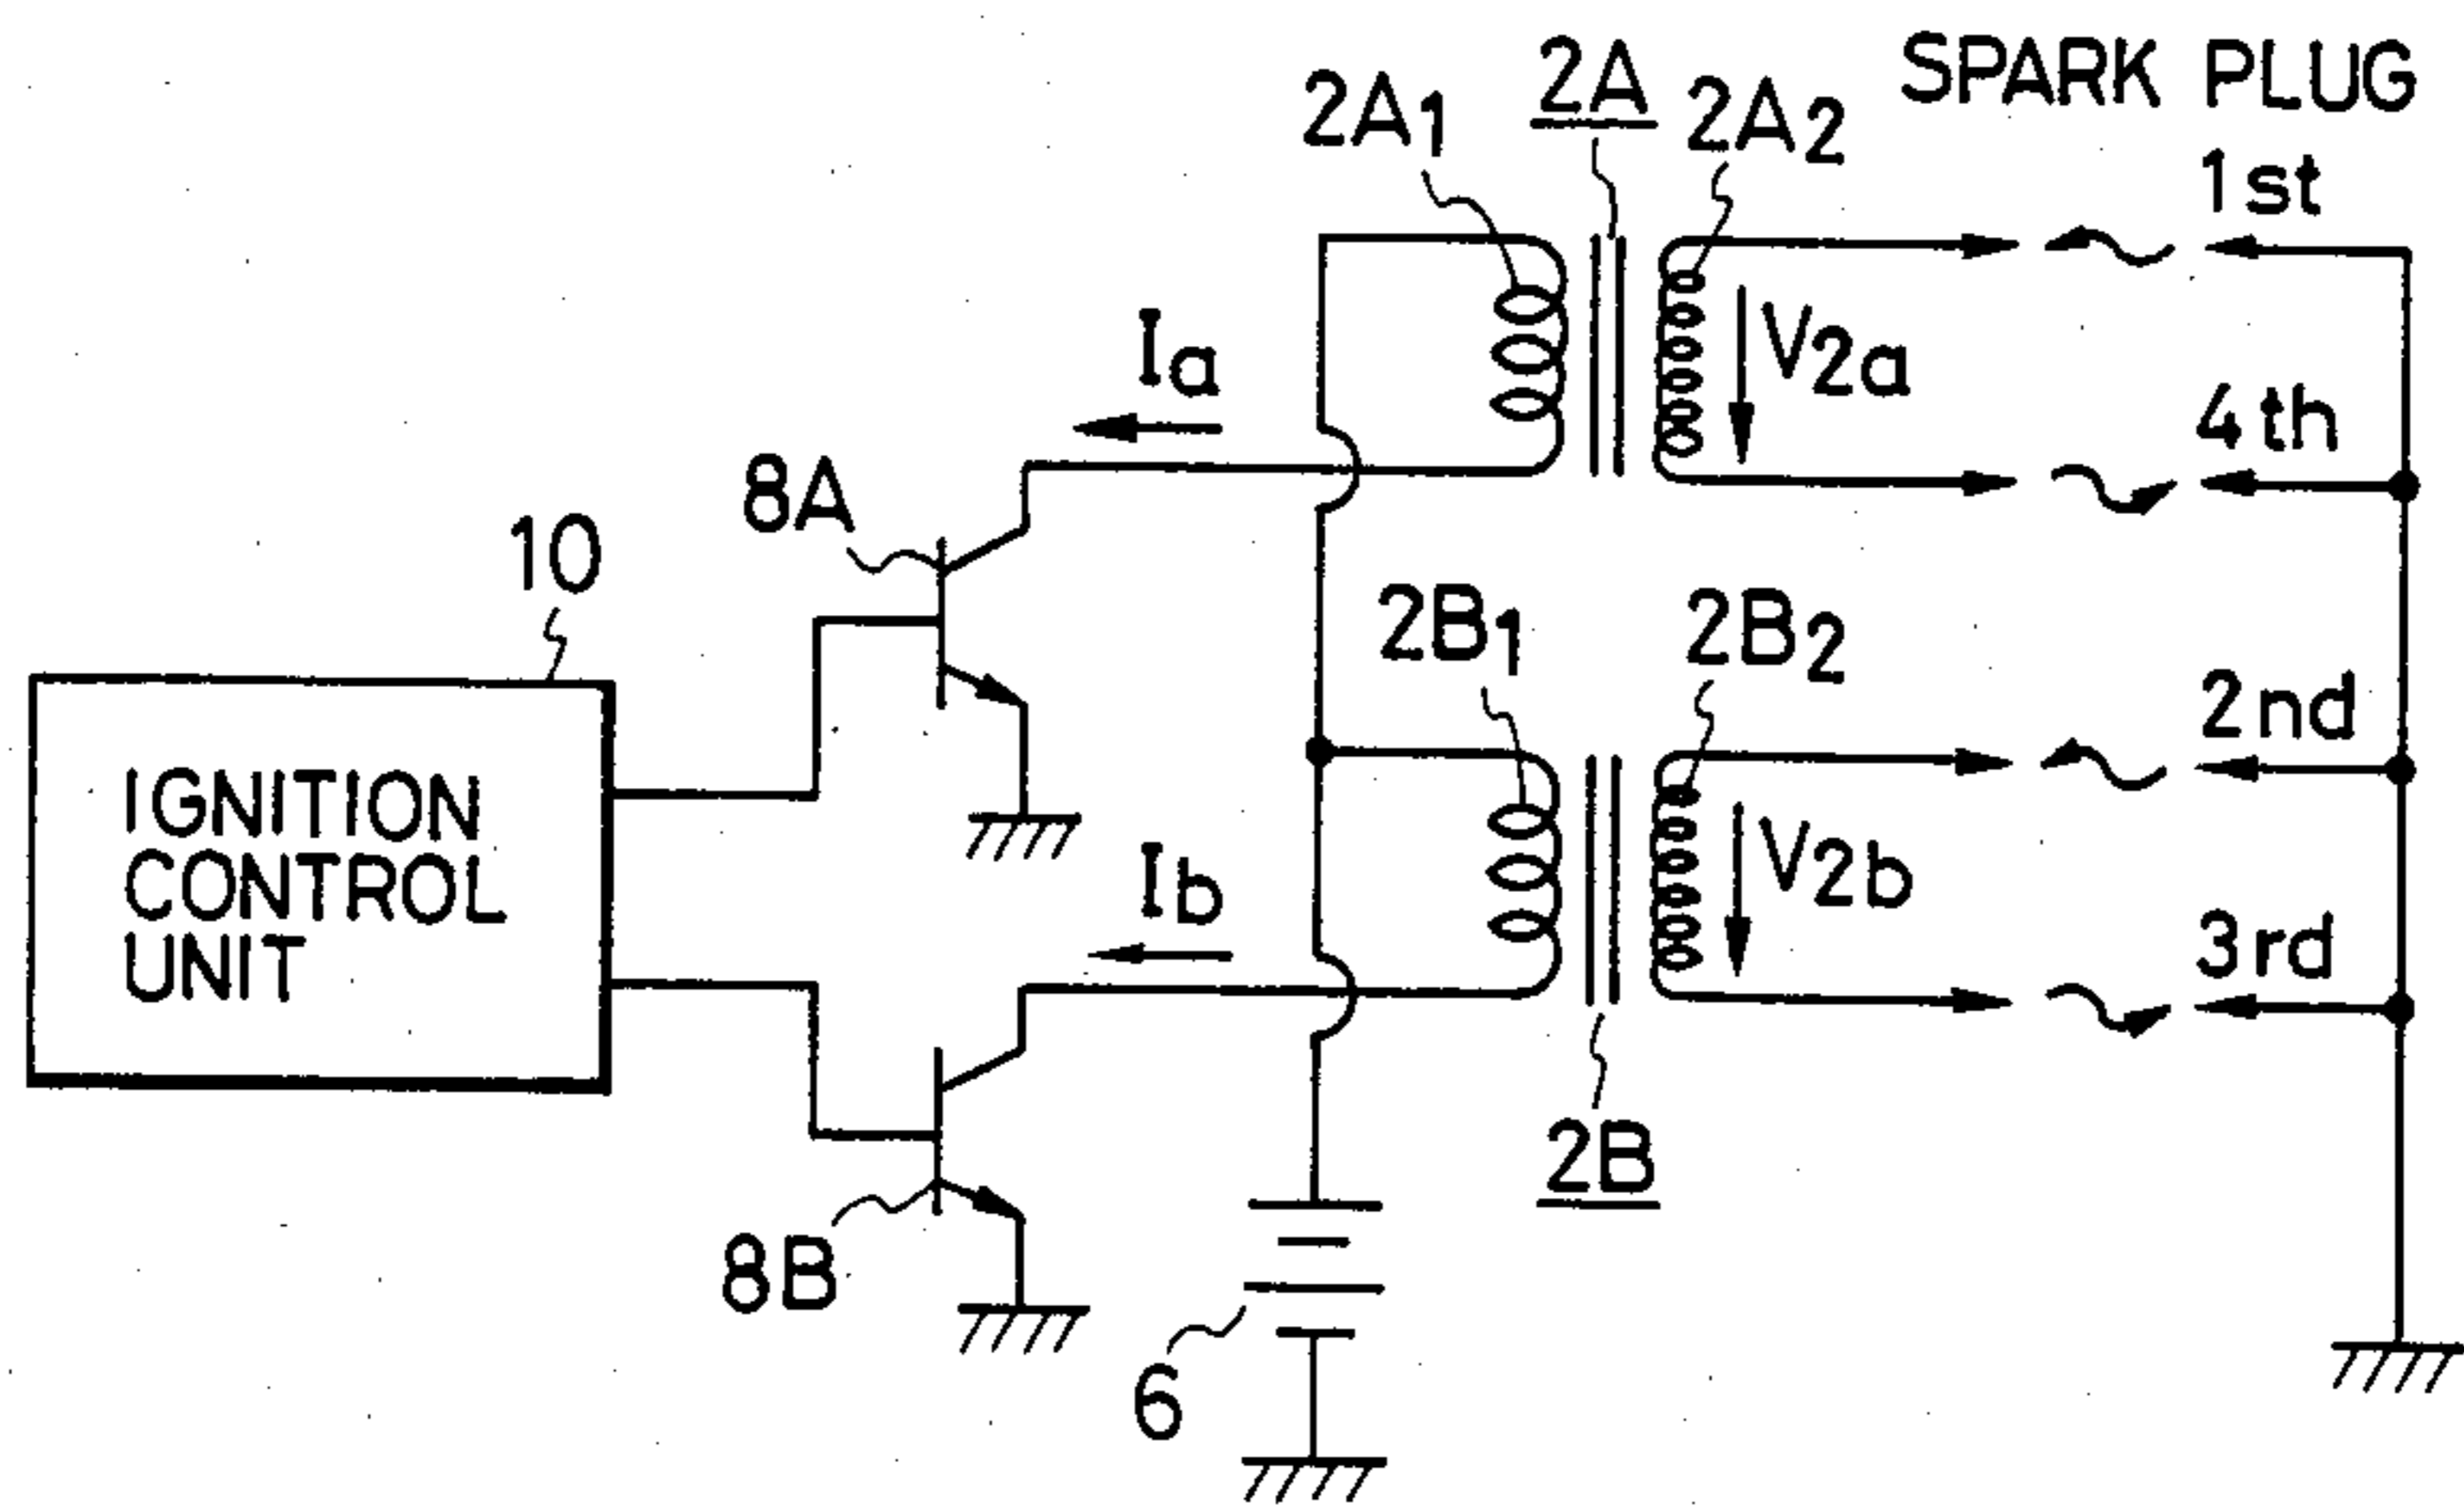 SPARK PLUG
2A1
2A
2A2
1st
Ia
V2a
4th
8A
10
2B1
2B2
2nd
IGNITION
CONTROL
UNIT
Ib
V2b
3rd
2B
8B
6